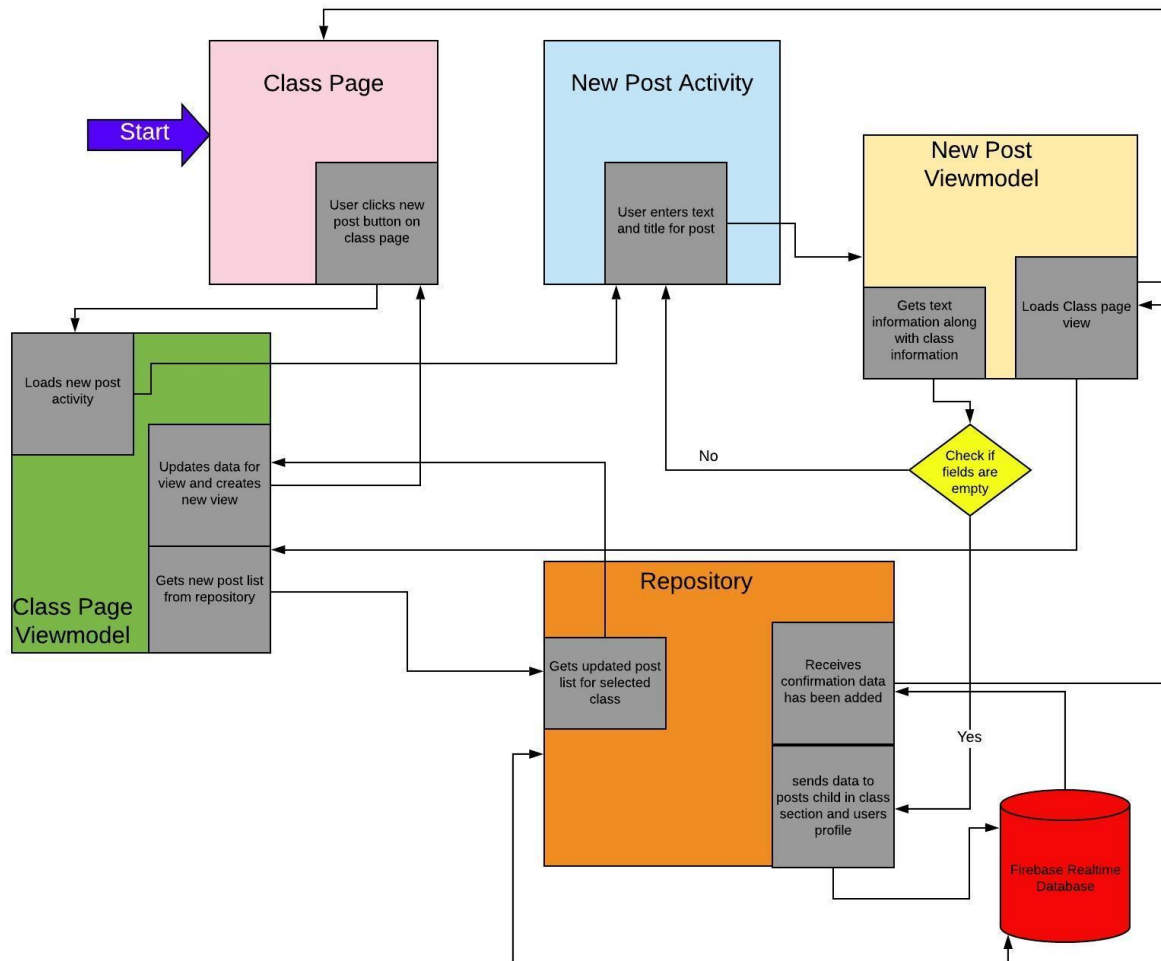 Class Page
Start
User clicks new
post button on
class page
New Post Activity
User enters text
and title for post
New Post
Viewmodel
Gets text
information along
with class
information
Loads Class page
view
Loads new post
activity
Updates data for
view and creates
new view
Gets new post list
from repository
Class Page
Viewmodel
No
Check if
fields are
empty
Yes
Repository
Gets updated post
list for selected
class
Receives
confirmation data
has been added
sends data to
posts child in class
section and users
profile
Firebase Realtime
Database